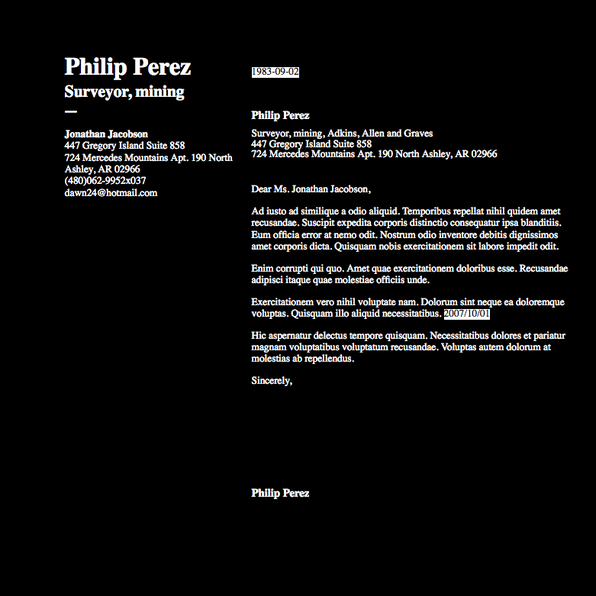 Philip Perez
Surveyor, mining
Jonathan Jacobson
447 Gregory Island Suite 858
724 Mercedes Mountains Apt. 190 North
Ashley, AR 02966
(480)062-9952x037
dawn24@hotmail.com
1983-09-02
Philip Perez
Surveyor, mining, Adkins, Allen and Graves
447 Gregory Island Suite 858
724 Mercedes Mountains Apt. 190 North Ashley, AR 02966
Dear Ms. Jonathan Jacobson,
Ad iusto ad similique a odio aliquid. Temporibus repellat nihil quidem amet
recusandae. Suscipit expedita corporis distinctio consequatur ipsa blanditiis.
Eum officia error at nemo odit. Nostrum odio inventore debitis dignissimos
amet corporis dicta. Quisquam nobis exercitationem sit labore impedit odit.
Enim corrupti qui quo. Amet quae exercitationem doloribus esse. Recusandae
adipisci itaque quae molestiae officiis unde.
Exercitationem vero nihil voluptate nam. Dolorum sint neque ea doloremque
voluptas. Quisquam illo aliquid necessitatibus. 2007/10/01
Hic aspernatur delectus tempore quisquam. Necessitatibus dolores et pariatur
magnam voluptatibus voluptatum recusandae. Voluptas autem dolorum at
molestias ab repellendus.
Sincerely,
Philip Perez